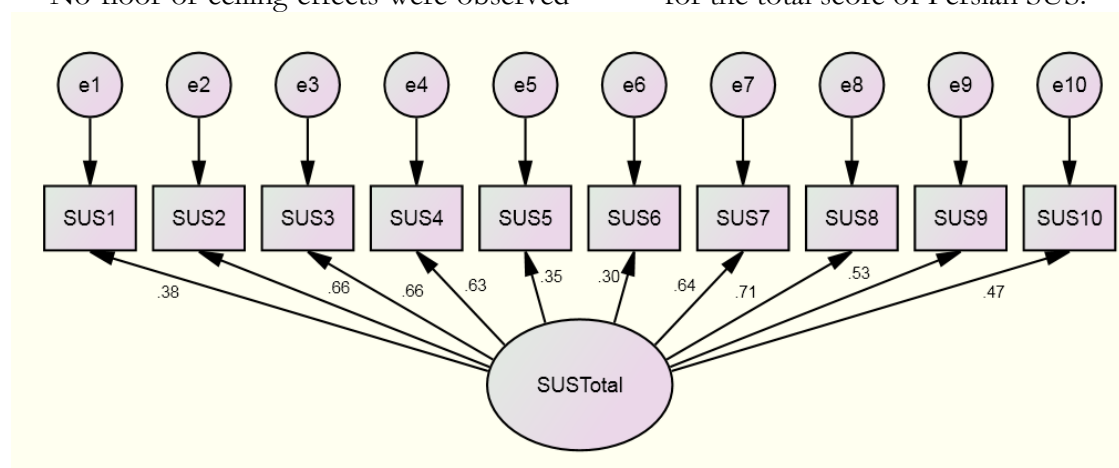 No floor or ceiling effects were observed
for the total score of Persian SUS.
e1 e2 e3 e4 e5 e6 e7 e8 e9 e10
SUS1 SUS2 SUS3 SUS4 SUS5 SUS6 SUS7 SUS8 SUS9 SUS10
.38 .66 .66 .63 .35 .30 .64 .71 .53 .47
SUSTotal